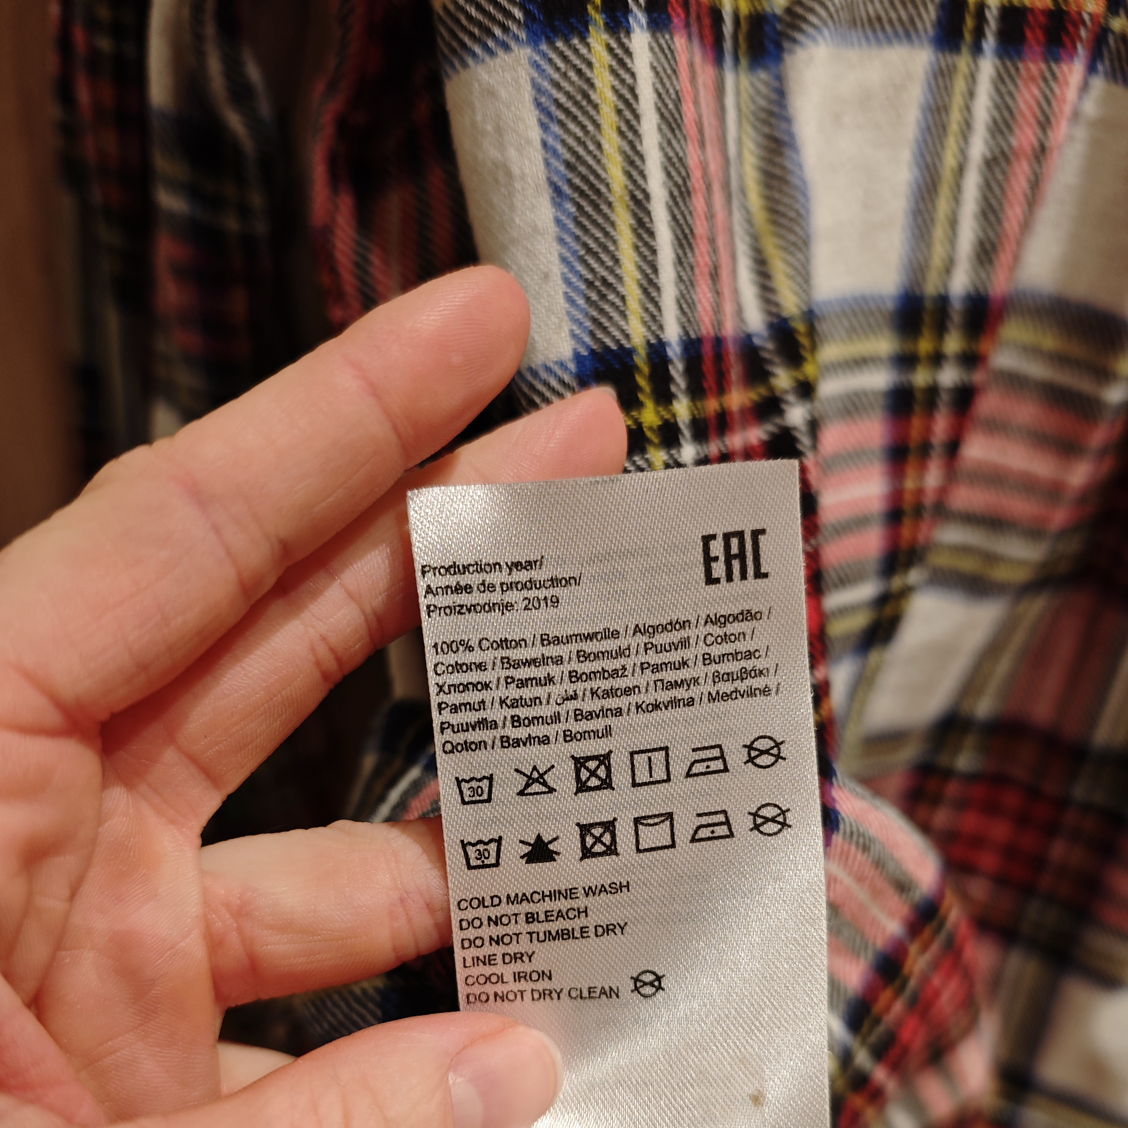 Production year/
Année de production/
Proizvodnje: 2019
EAC
100% Cotton / Baumwolle / Algodón / Algodão /
Cotone / Bawełna / Bomuld / Puuvill / Coton /
Хлопок / Pamuk / Bombaž / Pamuk / Bumbac /
Pamut / Katun / قطن / Katoen / Памук / βαμβάκι /
Puuvilla / Bomull / Bavlna / Kokvilna / Medvilnė /
Qoton / Bavlna / Bomull
30
30
COLD MACHINE WASH
DO NOT BLEACH
DO NOT TUMBLE DRY
LINE DRY
COOL IRON
DO NOT DRY CLEAN